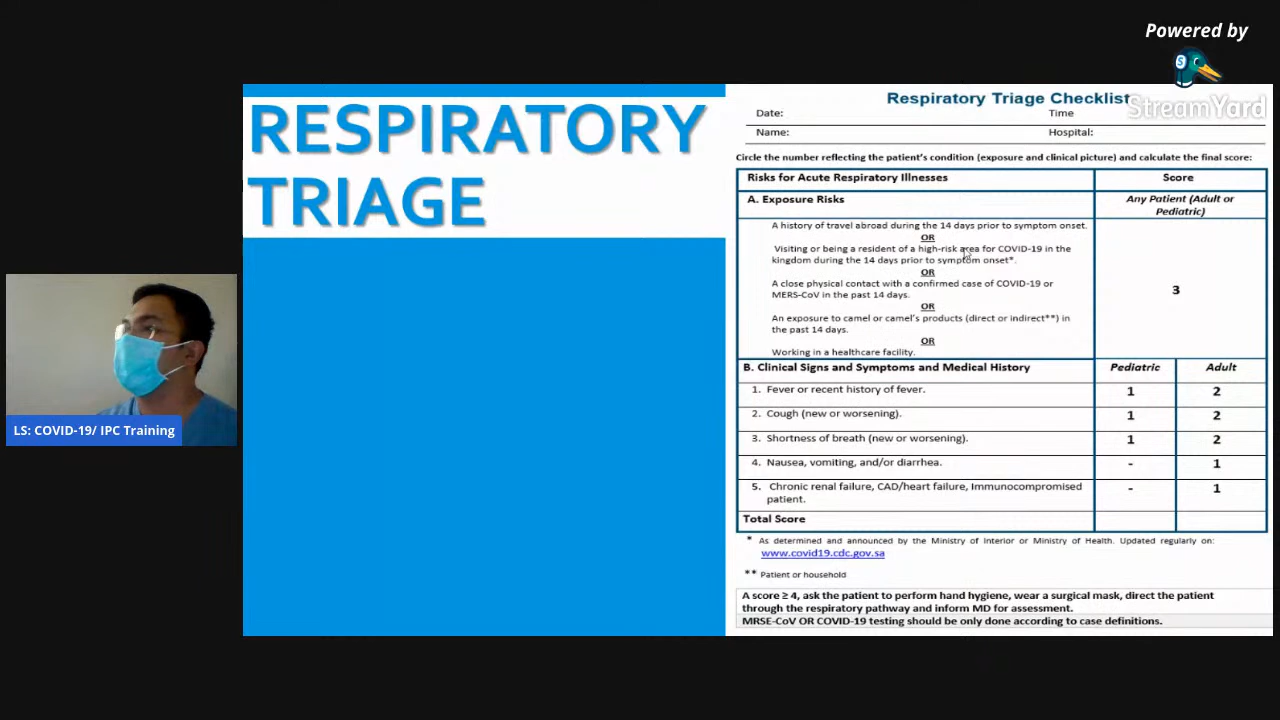 Powered by
StreamYard
RESPIRATORY
TRIAGE
Respiratory Triage Checklist
Date: Time
Name: Hospital:
Circle the number reflecting the patient's condition (exposure and clinical picture) and calculate the final score:
Risks for Acute Respiratory Illnesses Score
A. Exposure Risks Any Patient (Adult or
Pediatric)
A history of travel abroad during the 14 days prior to symptom onset.
OR
Visiting or being a resident of a high-risk area for COVID-19 in the
kingdom during the 14 days prior to symptom onset*.
OR
A close physical contact with a confirmed case of COVID-19 or
MERS-CoV in the past 14 days.
OR
An exposure to camel or camel's products (direct or indirect**) in
the past 14 days.
OR
Working in a healthcare facility.
3
B. Clinical Signs and Symptoms and Medical History Pediatric Adult
1. Fever or recent history of fever. 1 2
2. Cough (new or worsening). 1 2
3. Shortness of breath (new or worsening). 1 2
4. Nausea, vomiting, and/or diarrhea. - 1
5. Chronic renal failure, CAD/heart failure, Immunocompromised - 1
patient.
Total Score
* As determined and announced by the Ministry of Interior or Ministry of Health. Updated regularly on:
www.covid19.cdc.gov.sa
** Patient or household
A score ≥ 4, ask the patient to perform hand hygiene, wear a surgical mask, direct the patient
through the respiratory pathway and inform MD for assessment.
MRSE-CoV OR COVID-19 testing should be only done according to case definitions.
LS: COVID-19/ IPC Training